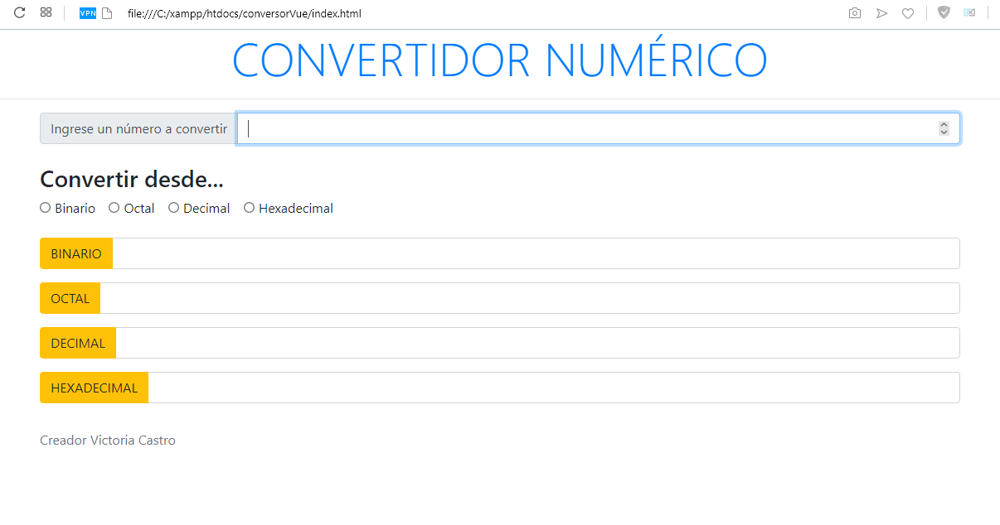 VPN file:///C:/xampp/htdocs/conversorVue/index.html
CONVERTIDOR NUMÉRICO
Ingrese un número a convertir
Convertir desde...
Binario Octal Decimal Hexadecimal
BINARIO
OCTAL
DECIMAL
HEXADECIMAL
Creador Victoria Castro